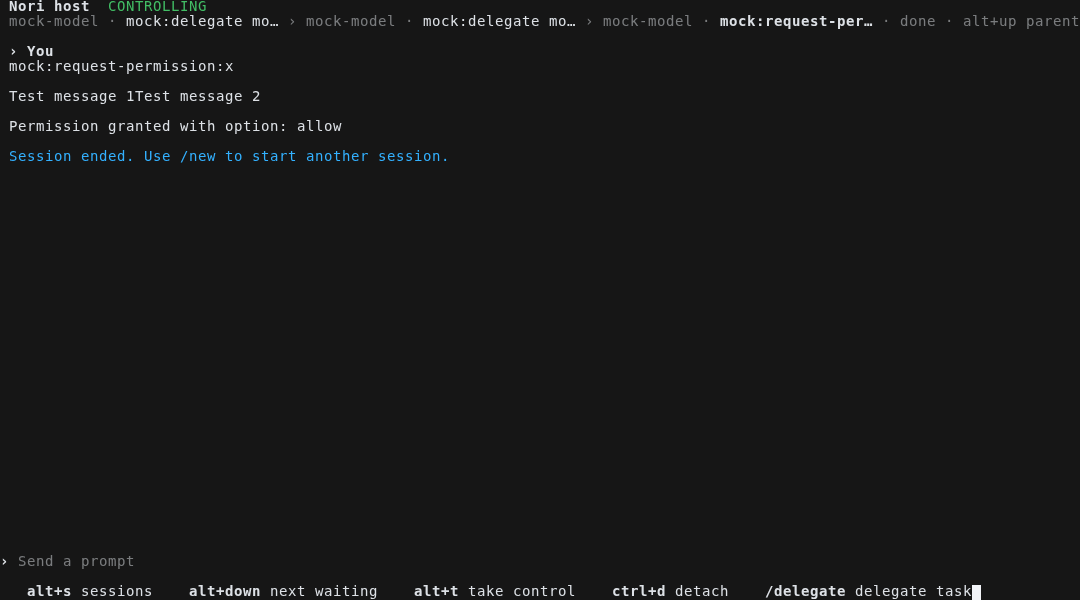 Nori host  CONTROLLING
mock-model · mock:delegate mo… › mock-model · mock:delegate mo… › mock-model · mock:request-per… · done · alt+up parent
› You
mock:request-permission:x
Test message 1Test message 2
Permission granted with option: allow
Session ended. Use /new to start another session.
› Send a prompt
alt+s sessions    alt+down next waiting    alt+t take control    ctrl+d detach    /delegate delegate task